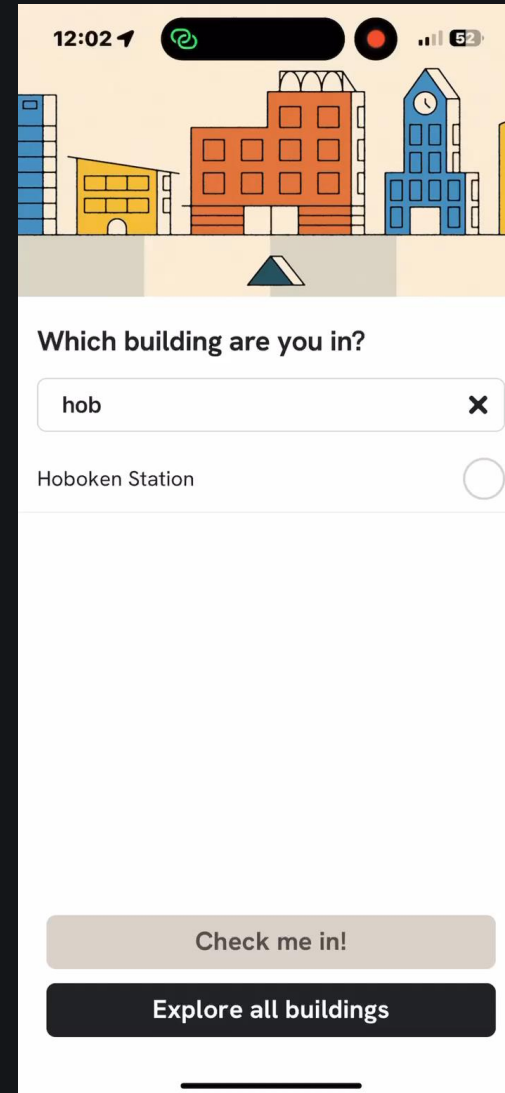 12:02
52
Which building are you in?
hob
Hoboken Station
Check me in!
Explore all buildings